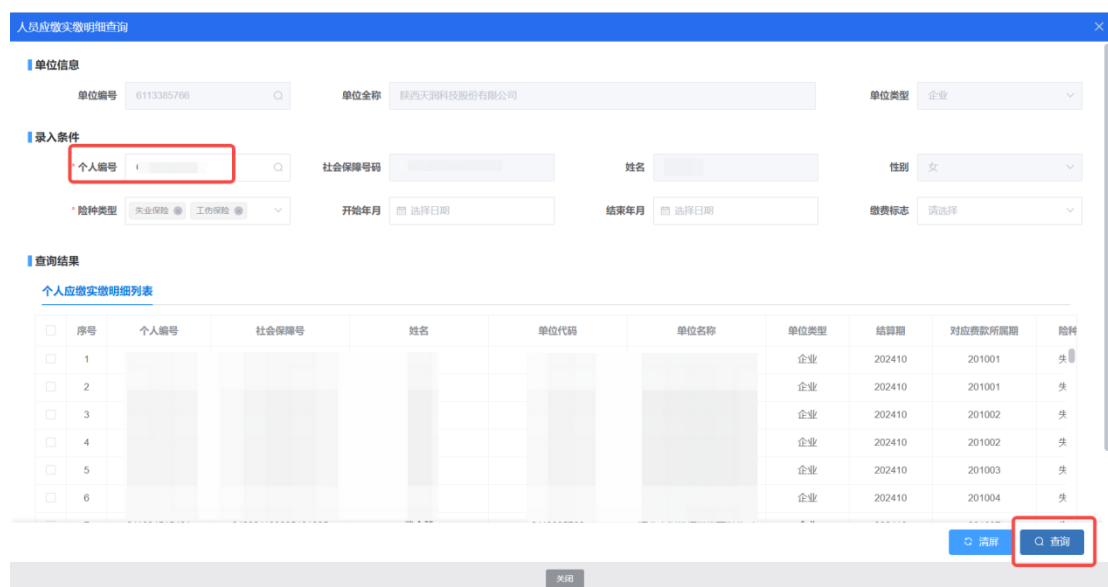 人员应缴实缴明细查询
单位信息
单位编号 6113385766 单位全称 陕西天润科技股份有限公司 单位类型 企业
录入条件
* 个人编号 社会保障号码 姓名 性别 女
* 险种类型 失业保险 工伤保险 开始年月 选择日期 结束年月 选择日期 缴费标志 请选择
查询结果
个人应缴实缴明细列表
序号 个人编号 社会保障号 姓名 单位代码 单位名称 单位类型 结算期 对应费款所属期 险种
1 企业 202410 201001 失
2 企业 202410 201001 失
3 企业 202410 201002 失
4 企业 202410 201002 失
5 企业 202410 201003 失
6 企业 202410 201004 失
清屏 查询
关闭